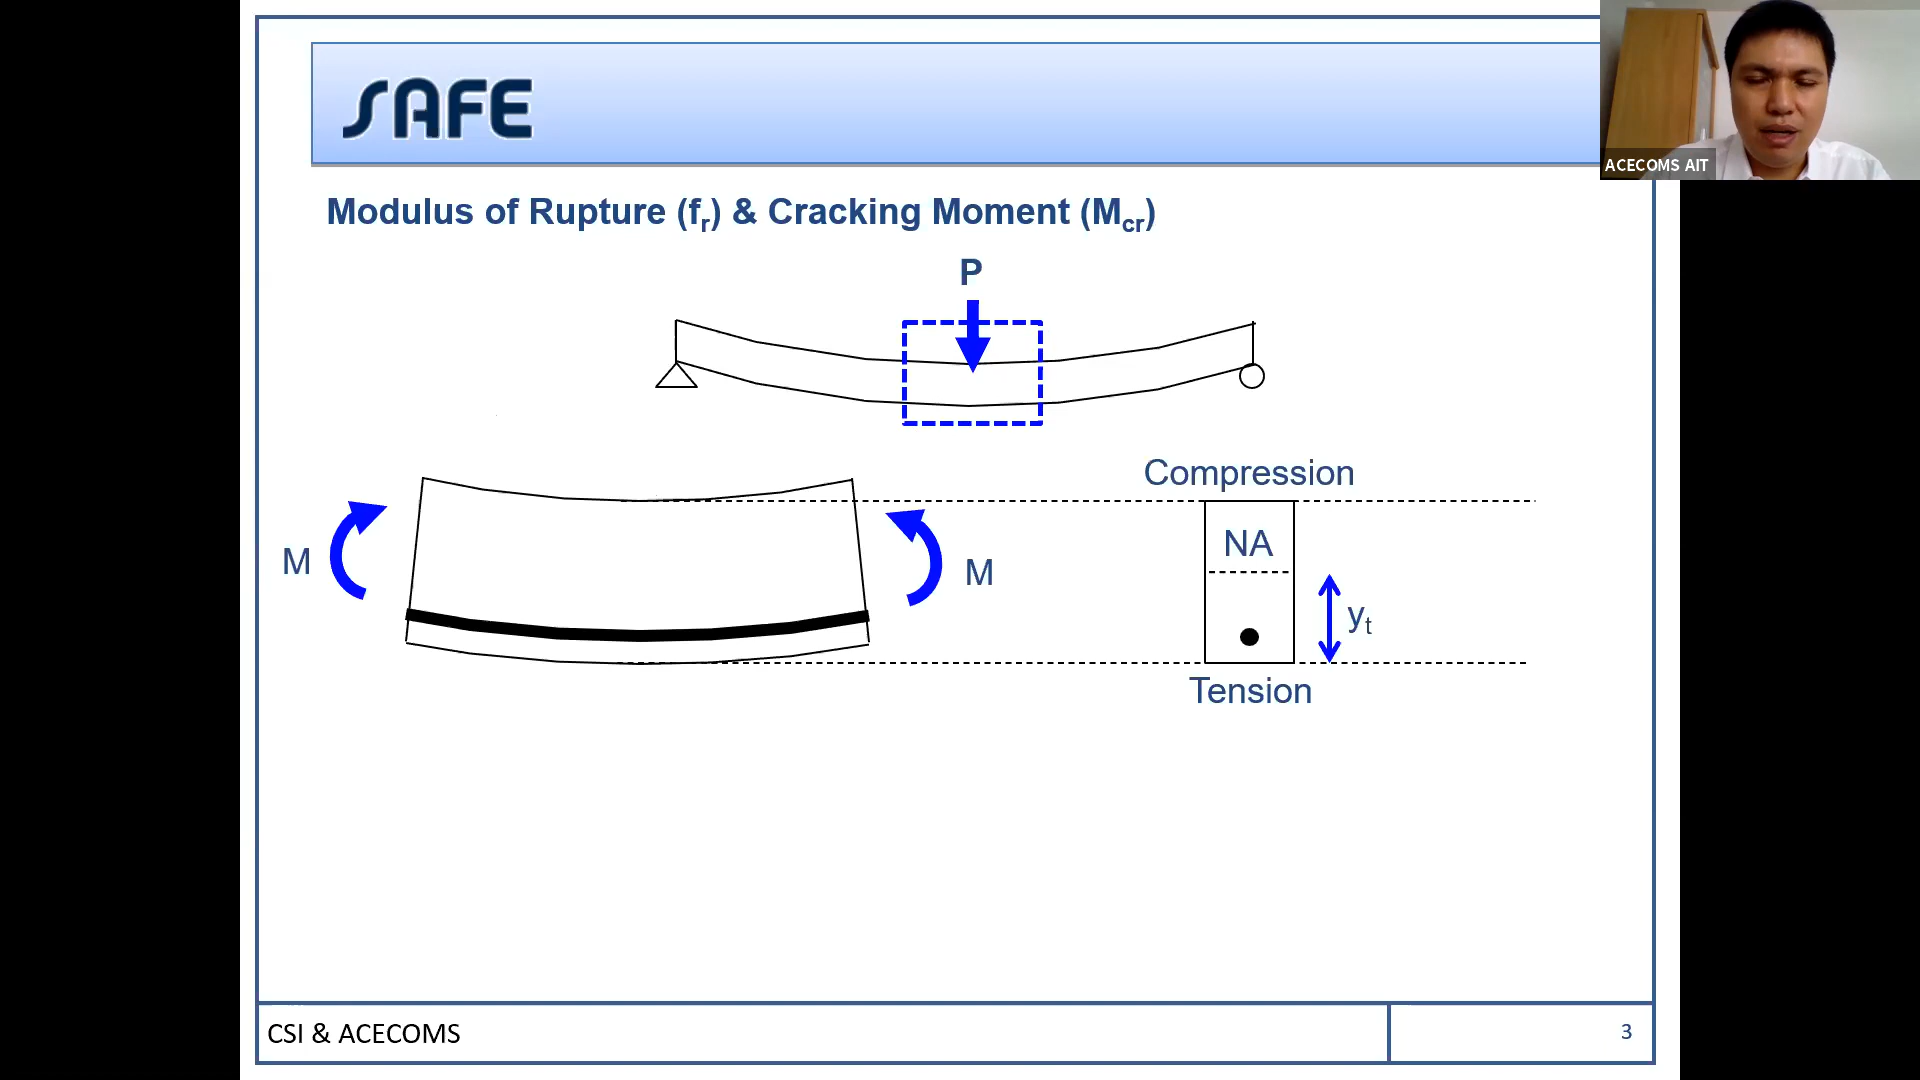 SAFE
ACECOMS AIT
Modulus of Rupture (fr) & Cracking Moment (Mcr)
P
Compression
NA
M
M
yt
Tension
CSI & ACECOMS
3